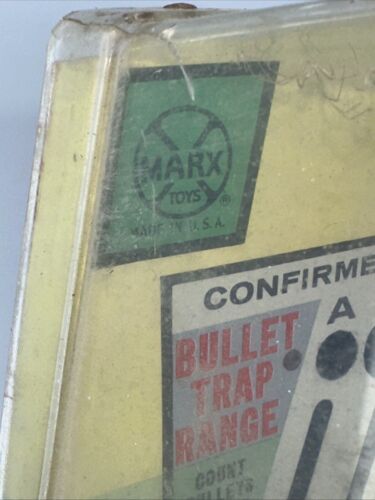 MARX
TOYS
®
MADE IN U.S.A.
CONFIRME
A
BULLET
TRAP
RANGE
COUNT